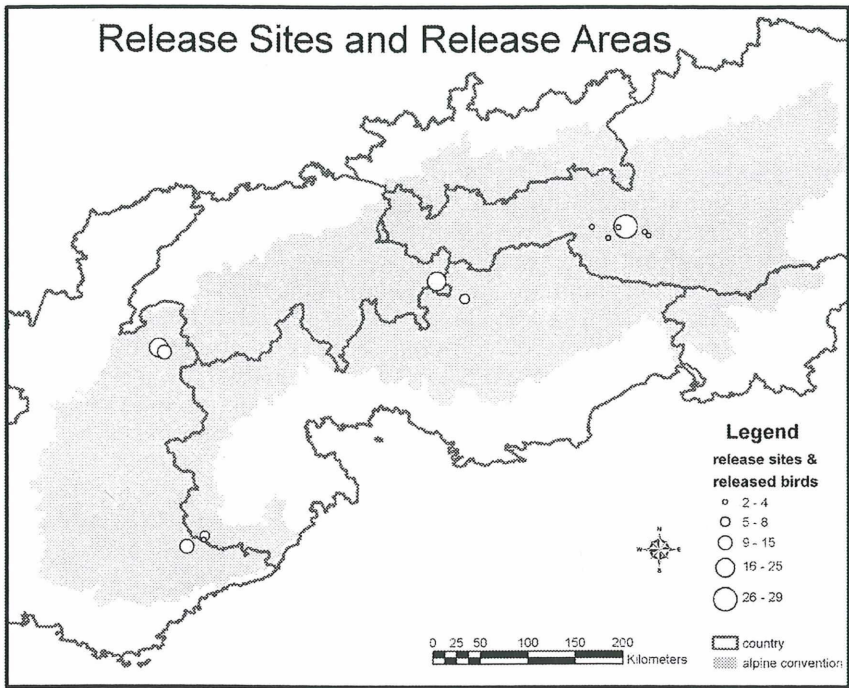 Release Sites and Release Areas
Legend
release sites &
released birds
2 - 4
5 - 8
9 - 15
16 - 25
26 - 29
country
alpine convention
N
W E
S
0 25 50 100 150 200
Kilometers